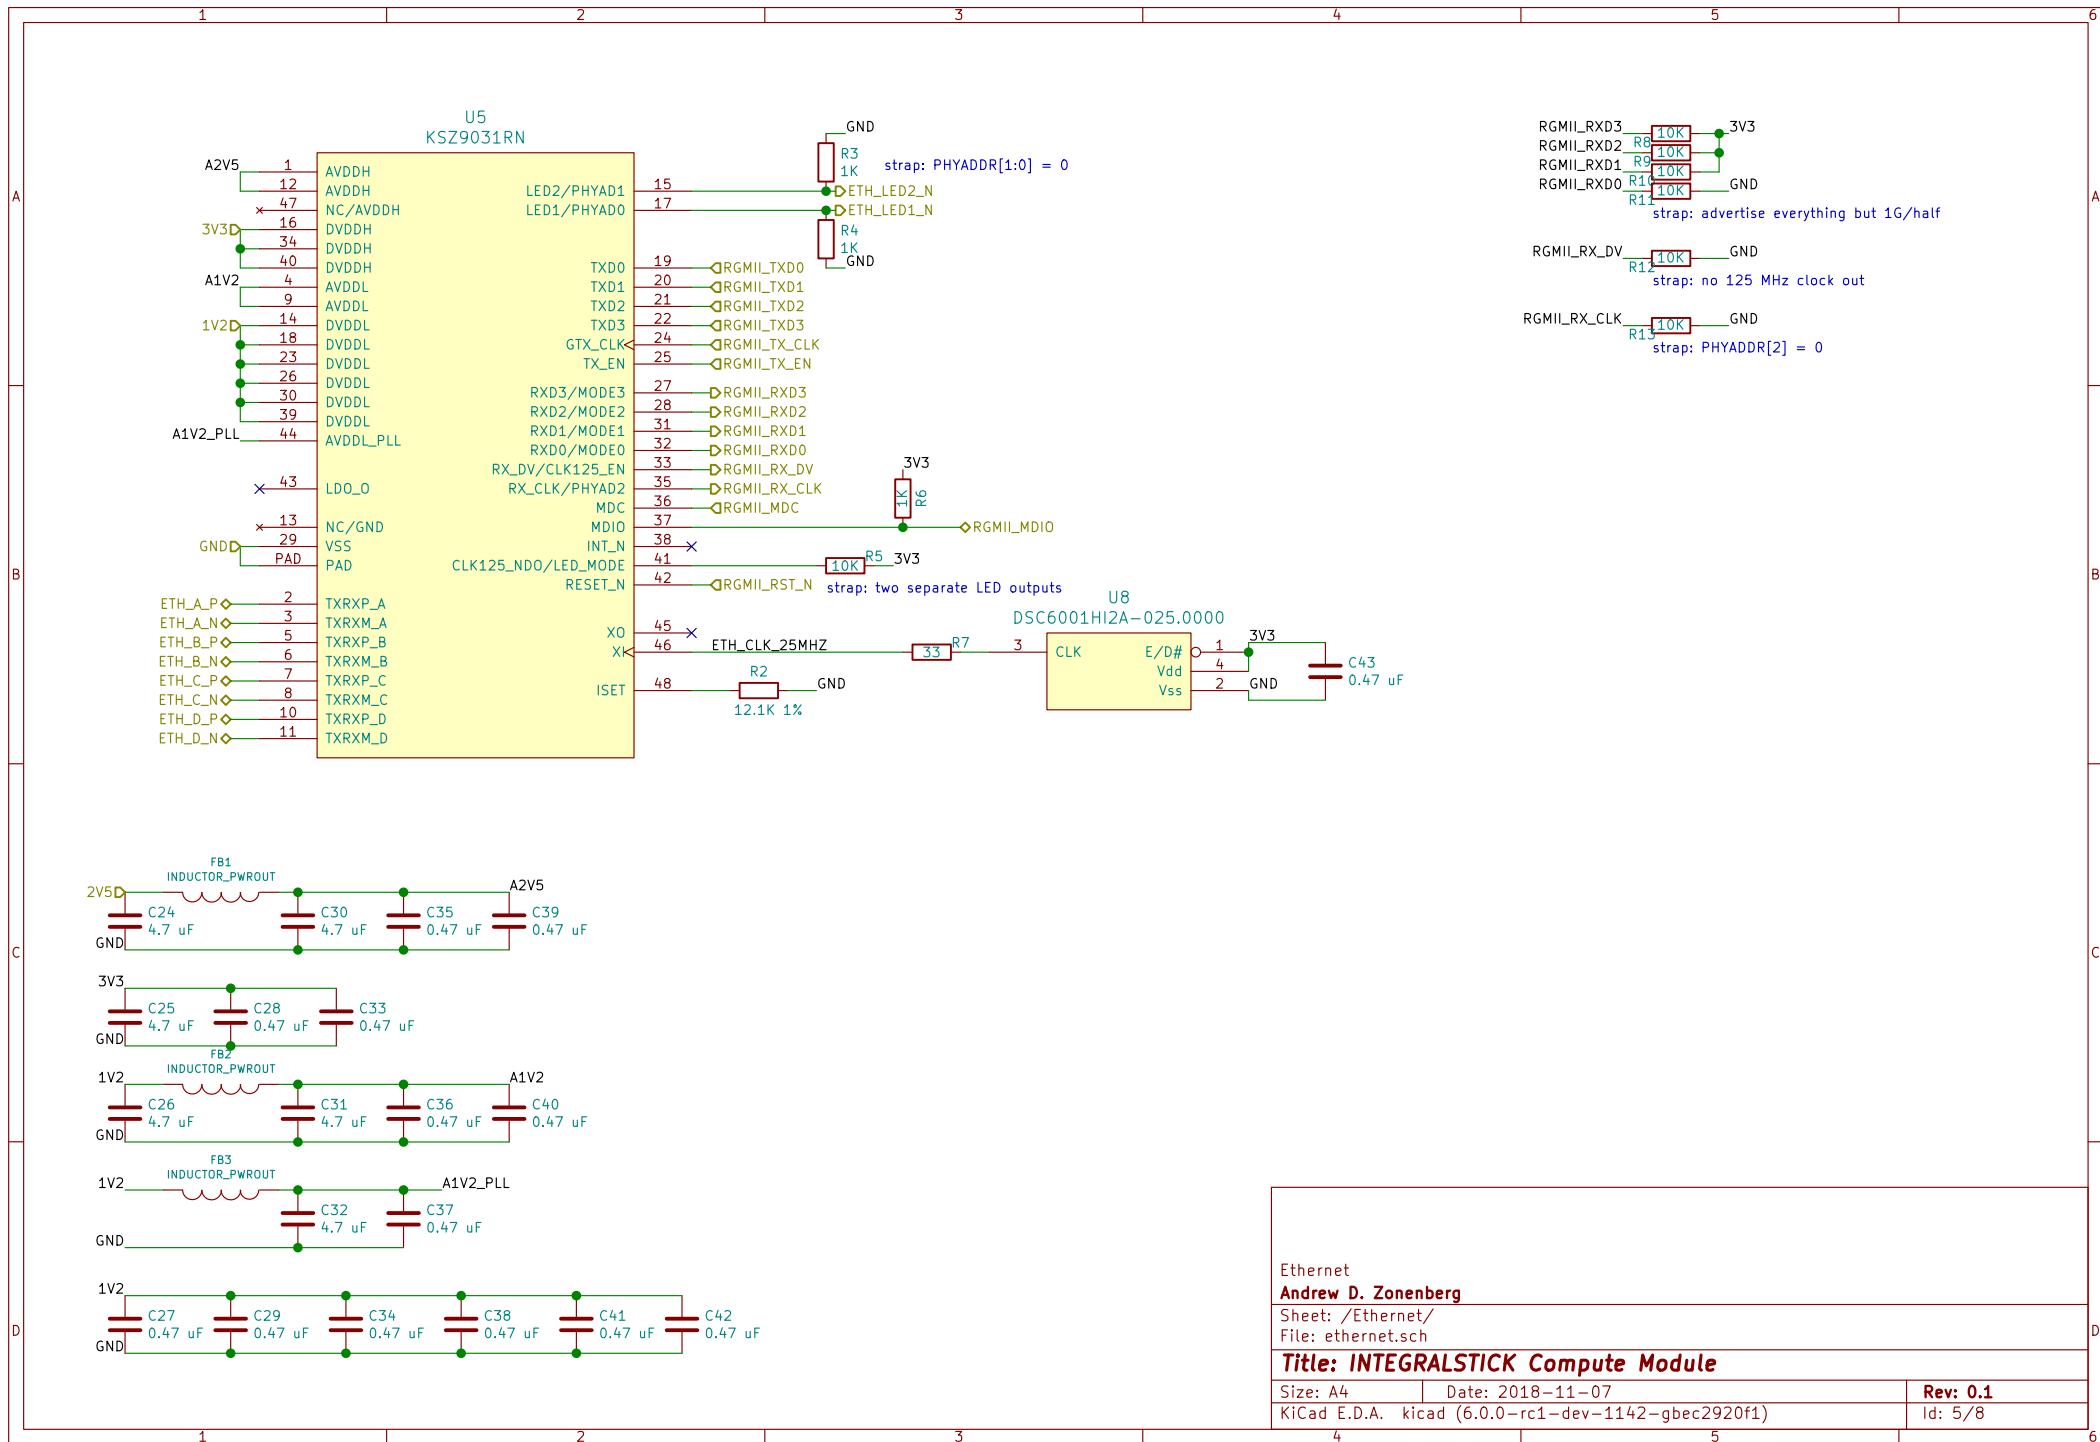 1 2 3 4 5 6
A
B
C
D
U5
KSZ9031RN
A2V5
1 AVDDH
12 AVDDH
47 NC/AVDDH
3V3 16 DVDDH
34 DVDDH
40 DVDDH
A1V2
4 AVDDL
9 AVDDL
1V2 14 DVDDL
18 DVDDL
23 DVDDL
26 DVDDL
30 DVDDL
39 DVDDL
A1V2_PLL
44 AVDDL_PLL
43 LDO_O
13 NC/GND
GND 29 VSS
PAD PAD
ETH_A_P 2 TXRXP_A
ETH_A_N 3 TXRXM_A
ETH_B_P 5 TXRXP_B
ETH_B_N 6 TXRXM_B
ETH_C_P 7 TXRXP_C
ETH_C_N 8 TXRXM_C
ETH_D_P 10 TXRXP_D
ETH_D_N 11 TXRXM_D
LED2/PHYAD1 15 ETH_LED2_N
LED1/PHYAD0 17 ETH_LED1_N
TXD0 19 RGMII_TXD0
TXD1 20 RGMII_TXD1
TXD2 21 RGMII_TXD2
TXD3 22 RGMII_TXD3
GTX_CLK 24 RGMII_TX_CLK
TX_EN 25 RGMII_TX_EN
RXD3/MODE3 27 RGMII_RXD3
RXD2/MODE2 28 RGMII_RXD2
RXD1/MODE1 31 RGMII_RXD1
RXD0/MODE0 32 RGMII_RXD0
RX_DV/CLK125_EN 33 RGMII_RX_DV
RX_CLK/PHYAD2 35 RGMII_RX_CLK
MDC 36 RGMII_MDC
MDIO 37 RGMII_MDIO
INT_N 38
CLK125_NDO/LED_MODE 41
RESET_N 42 RGMII_RST_N
XO 45
XI 46 ETH_CLK_25MHZ
ISET 48
GND
R3
1K
strap: PHYADDR[1:0] = 0
R4
1K
GND
3V3
1K R6
10K R5 3V3
strap: two separate LED outputs
33 R7
R2
12.1K 1%
GND
U8
DSC6001HI2A-025.0000
3 CLK
E/D# 1
Vdd 4
Vss 2
3V3
GND
C43
0.47 uF
RGMII_RXD3 R8 10K 3V3
RGMII_RXD2 R9 10K
RGMII_RXD1 R10 10K
RGMII_RXD0 R11 10K GND
strap: advertise everything but 1G/half
RGMII_RX_DV R12 10K GND
strap: no 125 MHz clock out
RGMII_RX_CLK R13 10K GND
strap: PHYADDR[2] = 0
FB1
INDUCTOR_PWROUT
2V5 A2V5
C24 C30 C35 C39
4.7 uF 4.7 uF 0.47 uF 0.47 uF
GND
3V3
C25 C28 C33
4.7 uF 0.47 uF 0.47 uF
GND
FB2
INDUCTOR_PWROUT
1V2 A1V2
C26 C31 C36 C40
4.7 uF 4.7 uF 0.47 uF 0.47 uF
GND
FB3
INDUCTOR_PWROUT
1V2 A1V2_PLL
C32 C37
4.7 uF 0.47 uF
GND
1V2
C27 C29 C34 C38 C41 C42
0.47 uF 0.47 uF 0.47 uF 0.47 uF 0.47 uF 0.47 uF
GND
Ethernet
Andrew D. Zonenberg
Sheet: /Ethernet/
File: ethernet.sch
Title: INTEGRALSTICK Compute Module
Size: A4 Date: 2018-11-07 Rev: 0.1
KiCad E.D.A. kicad (6.0.0-rc1-dev-1142-gbec2920f1) Id: 5/8
A
B
C
D
1 2 3 4 5 6